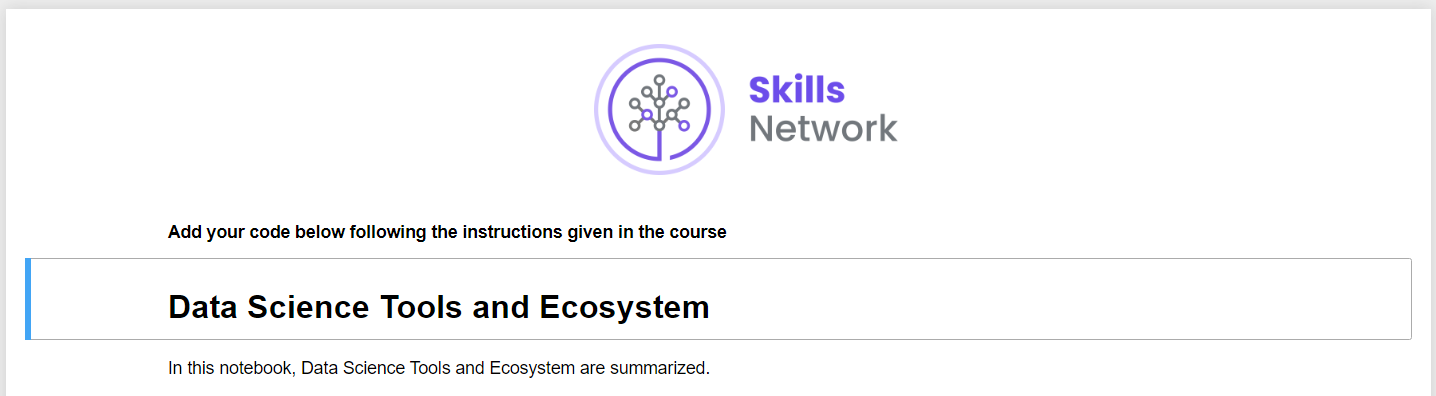 Skills
Network
Add your code below following the instructions given in the course
Data Science Tools and Ecosystem
In this notebook, Data Science Tools and Ecosystem are summarized.